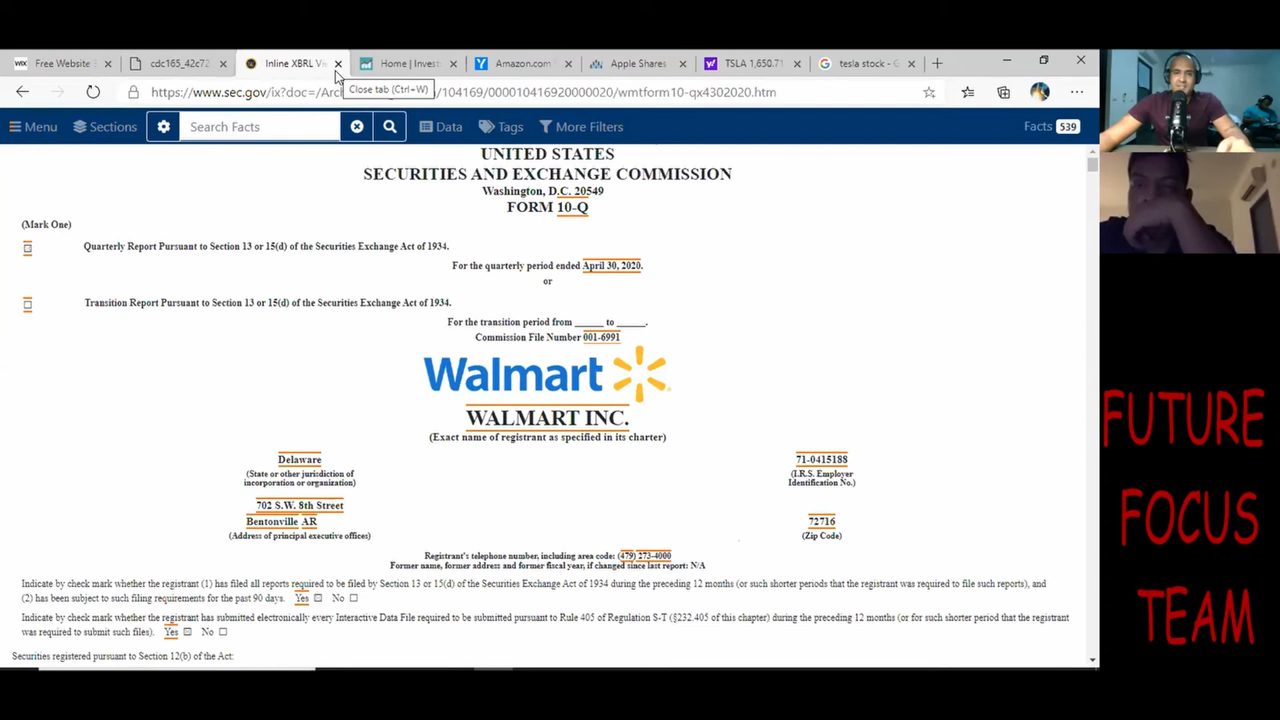 Free Website
cdc165_42c72
Inline XBRL Vi
Home | Invest
Amazon.com
Apple Shares
TSLA 1,650.71
tesla stock - G
Close tab (Ctrl+W)
https://www.sec.gov/ix?doc=/Arc
/104169/000010416920000020/wmtform10-qx4302020.htm
Menu
Sections
Search Facts
Data
Tags
More Filters
Facts 539
UNITED STATES
SECURITIES AND EXCHANGE COMMISSION
Washington, D.C. 20549
FORM 10-Q
(Mark One)
Quarterly Report Pursuant to Section 13 or 15(d) of the Securities Exchange Act of 1934.
For the quarterly period ended April 30, 2020.
or
Transition Report Pursuant to Section 13 or 15(d) of the Securities Exchange Act of 1934.
For the transition period from ______ to ______.
Commission File Number 001-6991
Walmart
WALMART INC.
(Exact name of registrant as specified in its charter)
Delaware
71-0415188
(State or other jurisdiction of
incorporation or organization)
(I.R.S. Employer
Identification No.)
702 S.W. 8th Street
Bentonville AR
72716
(Address of principal executive offices)
(Zip Code)
Registrant's telephone number, including area code: (479) 273-4000
Former name, former address and former fiscal year, if changed since last report: N/A
Indicate by check mark whether the registrant (1) has filed all reports required to be filed by Section 13 or 15(d) of the Securities Exchange Act of 1934 during the preceding 12 months (or such shorter periods that the registrant was required to file such reports), and
(2) has been subject to such filing requirements for the past 90 days. Yes No
Indicate by check mark whether the registrant has submitted electronically every Interactive Data File required to be submitted pursuant to Rule 405 of Regulation S-T (§232.405 of this chapter) during the preceding 12 months (or for such shorter period that the registrant
was required to submit such files). Yes No
Securities registered pursuant to Section 12(b) of the Act:
FUTURE
FOCUS
TEAM